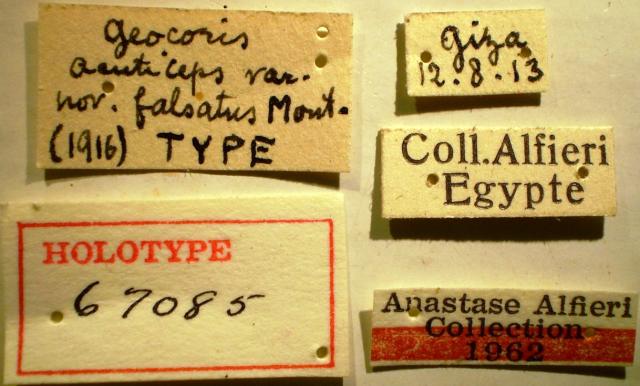 Geocoris
acuticeps var.
nov. falsatus Mont.
(1916) TYPE
Giza
12.8.13
Coll.Alfieri
Egypte
HOLOTYPE
67085
Anastase Alfieri
Collection
1962